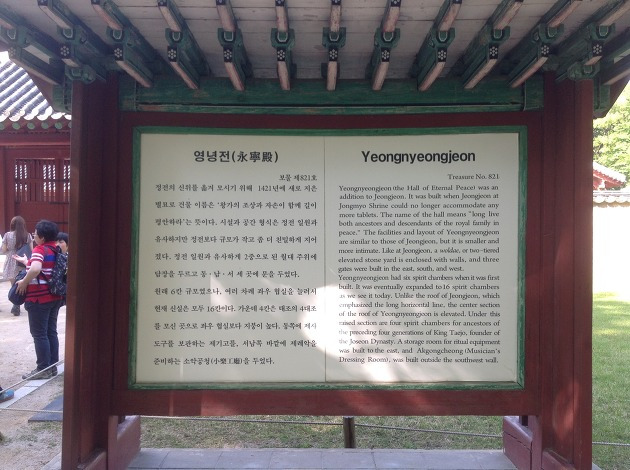 영녕전(永寧殿)
보물 제821호
정전의 신위를 옮겨 모시기 위해 1421년에 새로 지은
별묘로 건물 이름은 '왕가의 조상과 자손이 함께 길이
평안하라'는 뜻이다. 시설과 공간 형식은 정전 일원과
유사하지만 정전보다 규모가 작고 좀 더 친밀하게 지어
졌다. 정전 일원과 유사하게 2중으로 된 월대 주위에
담장을 두르고 동·남·서 세 곳에 문을 두었다.
원래 6칸 규모였으나, 여러 차례 좌우 협실을 늘려서
현재 신실은 모두 16칸이다. 가운데 4칸은 태조의 4대조
를 모신 곳으로 좌우 협실보다 지붕이 높다. 동쪽에 제사
도구를 보관하는 제기고를, 서남쪽 바깥에 제례악을
준비하는 소악공청(小樂工廳)을 두었다.
Yeongnyeongjeon
Treasure No. 821
Yeongnyeongjeon (the Hall of Eternal Peace) was an
addition to Jeongjeon. It was built when Jeongjeon at
Jongmyo Shrine could no longer accommodate any
more tablets. The name of the hall means "long live
both ancestors and descendants of the royal family in
peace." The facilities and layout of Yeongnyeongjeon
are similar to those of Jeongjeon, but it is smaller and
more intimate. Like at Jeongjeon, a woldae, or two-tiered
elevated stone yard is enclosed with walls, and three
gates were built in the east, south, and west.
Yeongnyeongjeon had six spirit chambers when it was first
built. It was eventually expanded to 16 spirit chambers
as we see it today. Unlike the roof of Jeongjeon, which
emphasized the long horizontal line, the center section
of the roof of Yeongnyeongjeon is elevated. Under this
raised section are four spirit chambers for ancestors of
the preceding four generations of King Taejo, founder of
the Joseon Dynasty. A storage room for ritual equipment
was built to the east, and Akgongcheong (Musician's
Dressing Room), was built outside the southwest wall.